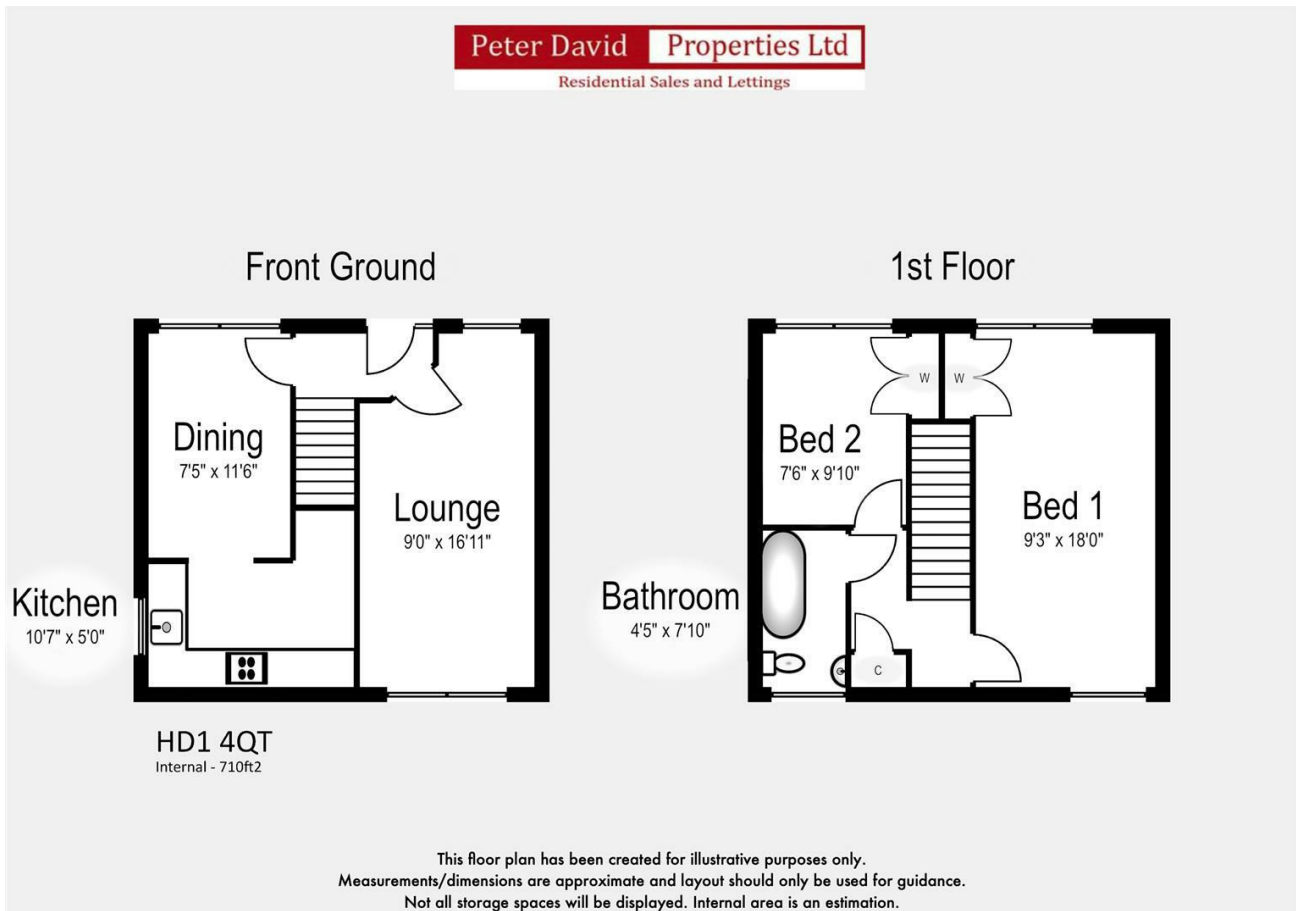 Peter David Properties Ltd
Residential Sales and Lettings
Front Ground
1st Floor
Dining
7'5" x 11'6"
Lounge
9'0" x 16'11"
Kitchen
10'7" x 5'0"
HD1 4QT
Internal - 710ft2
W
W
Bed 2
7'6" x 9'10"
Bed 1
9'3" x 18'0"
Bathroom
4'5" x 7'10"
C
This floor plan has been created for illustrative purposes only.
Measurements/dimensions are approximate and layout should only be used for guidance.
Not all storage spaces will be displayed. Internal area is an estimation.